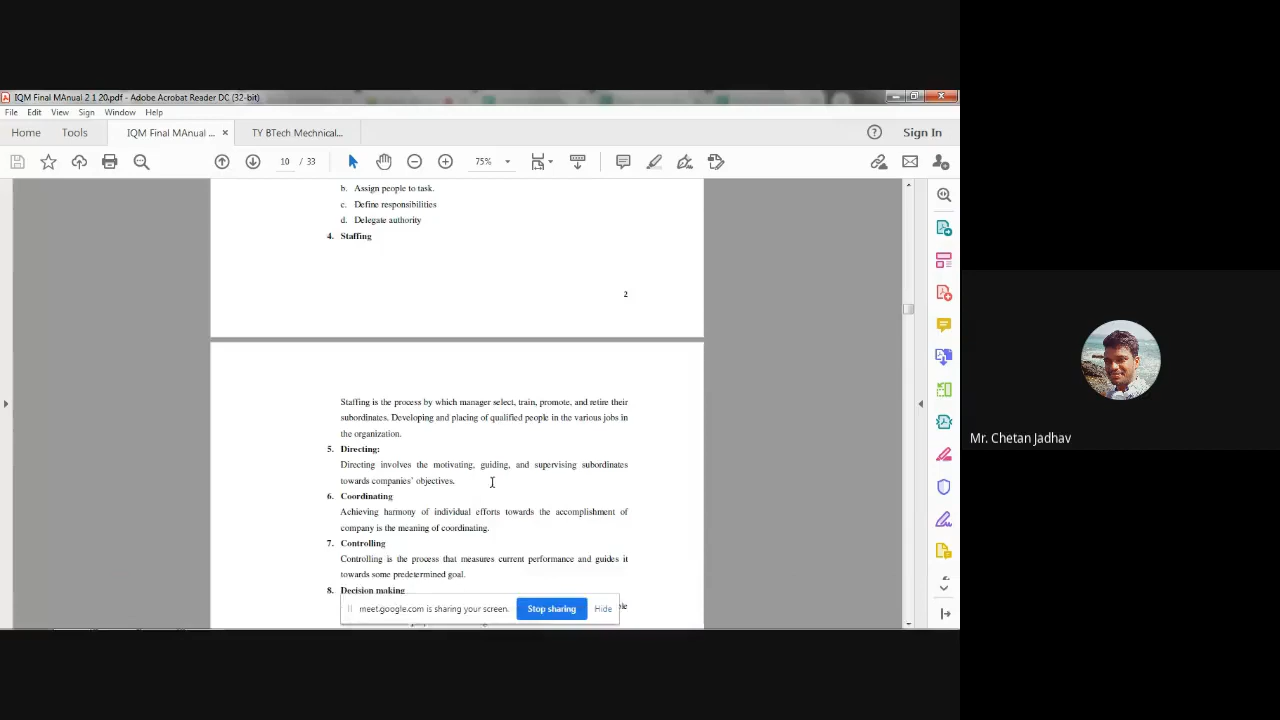 IQM Final MAnual 2 1 20.pdf - Adobe Acrobat Reader DC (32-bit)
File Edit View Sign Window Help
Home Tools IQM Final MAnual ... × TY BTech Mechnical... Sign In
10 / 33 75%
b. Assign people to task.
c. Define responsibilities
d. Delegate authority
4. Staffing
2
Staffing is the process by which manager select, train, promote, and retire their
subordinates. Developing and placing of qualified people in the various jobs in
the organization.
5. Directing:
Directing involves the motivating, guiding, and supervising subordinates
towards companies' objectives.
6. Coordinating
Achieving harmony of individual efforts towards the accomplishment of
company is the meaning of coordinating.
7. Controlling
Controlling is the process that measures current performance and guides it
towards some predetermined goal.
8. Decision making
meet.google.com is sharing your screen. Stop sharing Hide
Mr. Chetan Jadhav